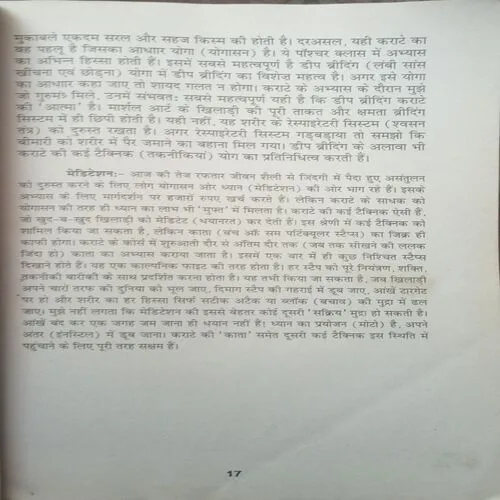 मुकाबले एकदम सरल और सहज किस्म की होती है। दरअसल, यही कराटे का
वह पहलू है जिसका आधाार योगा (योगासन) है। ये पॉश्चर क्लास में अभ्यास
का अभिन्न हिस्सा होती हैं। इसमें सबसे महत्वपूर्ण है डीप ब्रीदिंग (लंबी सांस
खींचना एवं छोड़ना) योगा में डीप ब्रीदिंग का विशेज्ञ महत्व है। अगर इसे योगा
का आधाार कहा जाए तो शायद गलत न होगा। कराटे के अभ्यास के दौरान मुझे
जो गुरुमंत्र मिले, उनमें संभवतः सबसे महत्वपूर्ण यही है कि डीप ब्रीदिंग कराटे
की 'आत्मा' है। मार्शल आर्ट के खिलाड़ी की पूरी ताकत और क्षमता ब्रीदिंग
सिस्टम में ही छिपी होती है। यही नहीं, यह शरीर के रेस्पाइरेटरी सिस्टम (श्वसन
तंत्र) को दुरुस्त रखता है। अगर रेस्पाइरेटरी सिस्टम गड़बड़ाया तो समझो कि
बीमारी को शरीर में पैर जमाने का बहाना मिल गया। डीप ब्रीदिंग के अलावा भी
कराटे की कई टैक्निक (तकनीकियां) योग का प्रतिनिधित्व करती हैं।
मेडिटेशन:- आज की तेज रफतार जीवन शैली से जिंदगी में पैदा हुए असंतुलन
को दुरुस्त करने के लिए लोग योगासन ओर ध्यान (मेडिटेशन) की ओर भाग रहे हैं। इसके
अभ्यास के लिए मार्गदर्शन पर हजारों रुपए खर्च करते हैं। लेकिन कराटे के साधक को
योगासन की तरह ही ध्यान का लाभ भी 'मुफ्त' में मिलता है। कराटे की कई टैक्निक ऐसी हैं,
जो खुद-ब-खुद खिलाड़ी को मेडिटेट (धयानरत) कर देती हैं। इस श्रेणी में कई टैक्निक को
शामिल किया जा सकता है, लेकिन काता (बंच ऑफ सम पर्टिक्यूलर स्टैप्स) का जिक्र ही
काफी होगा। कराटे के कोर्स में शुरुआती दौर से अंतिम दौर तक (जब तक सीखने की ललक
जिंदा हो) काता का अभ्यास कराया जाता है। इसमें एक बार में ही कुछ निश्चित स्टैप्स
दिखाने होते हैं। यह एक काल्पनिक फाइट की तरह होता है। हर स्टैप को पूरे नियंत्रण, शक्ति,
तकनीकी बारीकी के साथ प्रदर्शित करना होता है। यह तभी किया जा सकता है, जब खिलाड़ी
अपने चारों तरफ की दुनिया को भूल जाए, दिमाग स्टैप की गहराई में डूब जाए, आंखें टारगेट
पर हो और शरीर का हर हिस्सा सिर्फ सटीक अटैक या ब्लॉक (बचाव) की मुद्रा में ढल
जाए। मुझे नहीं लगता कि मेडिटेशन की इससे बेहतर कोई दूसरी 'सक्रिय' मुद्रा हो सकती है।
आंखें बंद कर एक जगह जम जाना ही धयान नहीं है। ध्यान का प्रयोजन (मोटो) है, अपने
अंतर (इंनस्टिल) में डूब जाना। कराटे की 'काता' समेत दूसरी कई टैक्निक इस स्थिति में
पहुंचाने के लिए पूरी तरह सक्षम हैं।
17